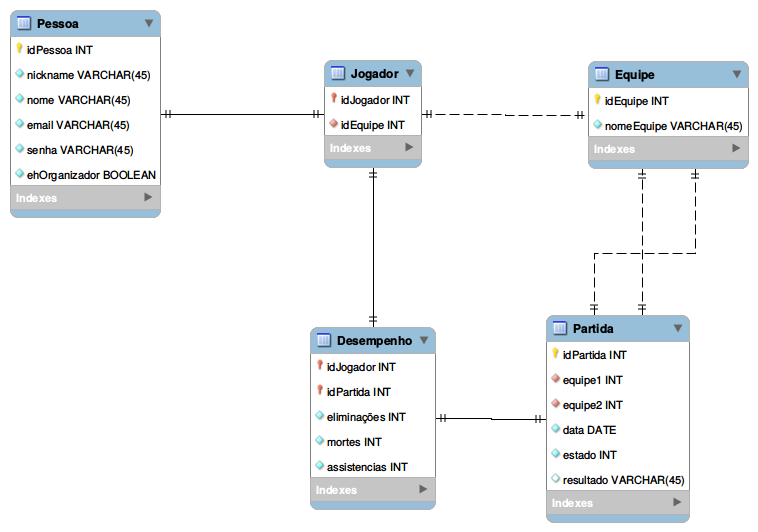 Pessoa
idPessoa INT
nickname VARCHAR(45)
nome VARCHAR(45)
email VARCHAR(45)
senha VARCHAR(45)
ehOrganizador BOOLEAN
Indexes
Jogador
idJogador INT
idEquipe INT
Indexes
Equipe
idEquipe INT
nomeEquipe VARCHAR(45)
Indexes
Desempenho
idJogador INT
idPartida INT
eliminações INT
mortes INT
assistencias INT
Indexes
Partida
idPartida INT
equipe1 INT
equipe2 INT
data DATE
estado INT
resultado VARCHAR(45)
Indexes